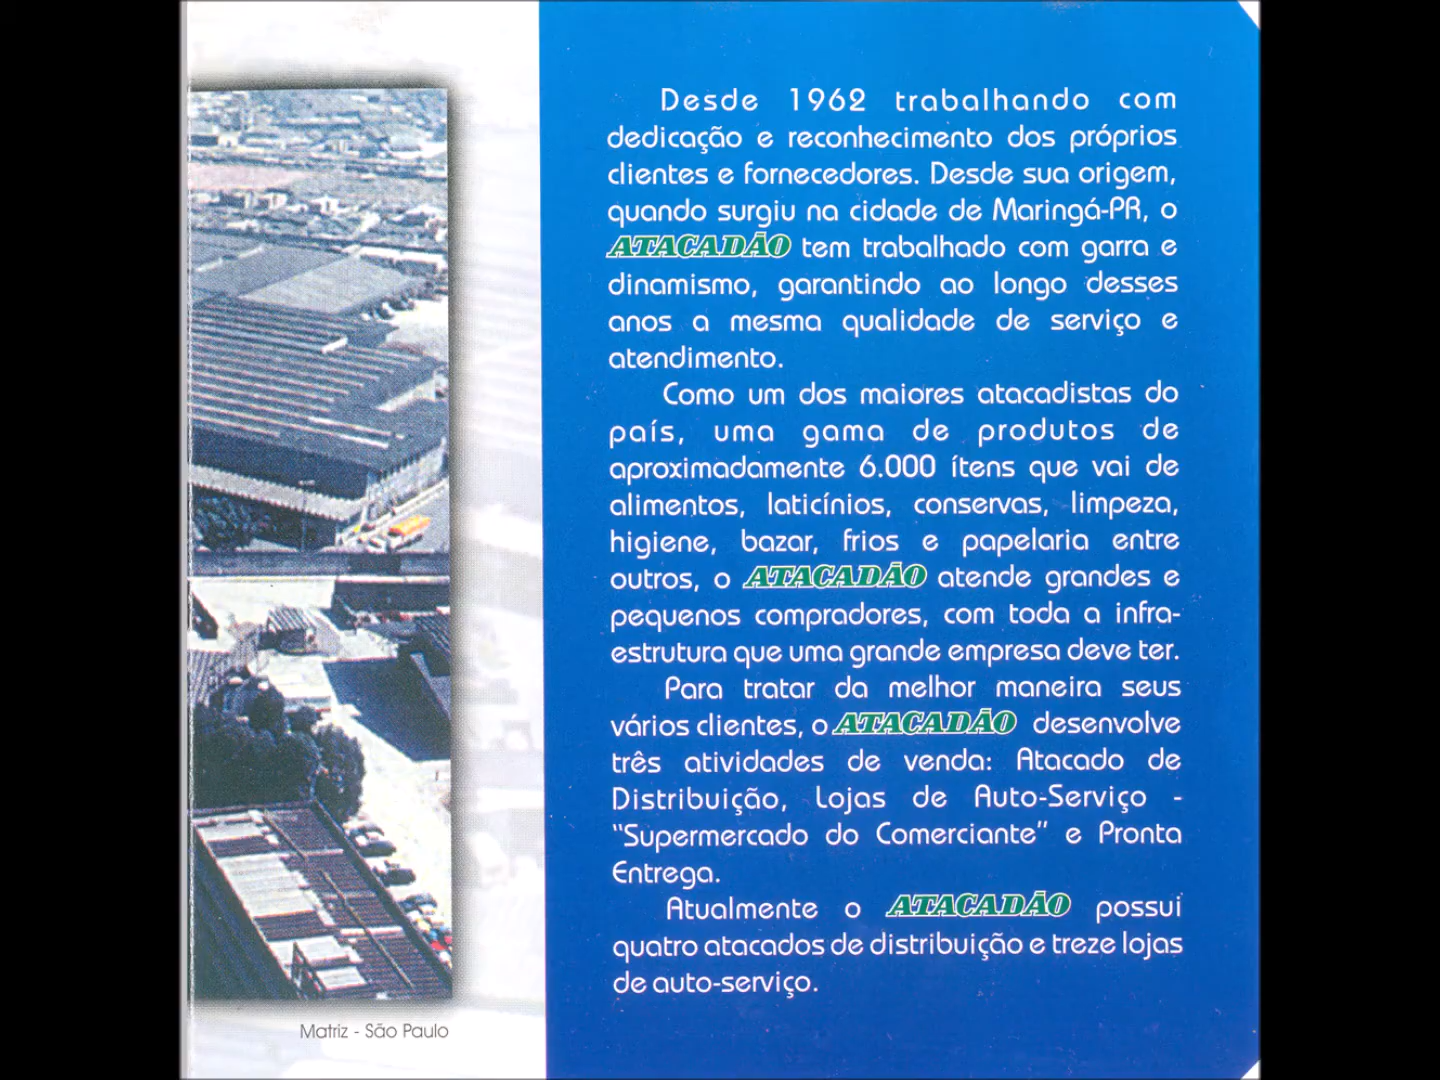 Desde 1962 trabalhando com
dedicação e reconhecimento dos próprios
clientes e fornecedores. Desde sua origem,
quando surgiu na cidade de Maringá-PR, o
ATACADÃO tem trabalhado com garra e
dinamismo, garantindo ao longo desses
anos a mesma qualidade de serviço e
atendimento.
Como um dos maiores atacadistas do
país, uma gama de produtos de
aproximadamente 6.000 ítens que vai de
alimentos, laticínios, conservas, limpeza,
higiene, bazar, frios e papelaria entre
outros, o ATACADÃO atende grandes e
pequenos compradores, com toda a infra-
estrutura que uma grande empresa deve ter.
Para tratar da melhor maneira seus
vários clientes, o ATACADÃO desenvolve
três atividades de venda: Atacado de
Distribuição, Lojas de Auto-Serviço -
"Supermercado do Comerciante" e Pronta
Entrega.
Atualmente o ATACADÃO possui
quatro atacados de distribuição e treze lojas
de auto-serviço.
Matriz - São Paulo